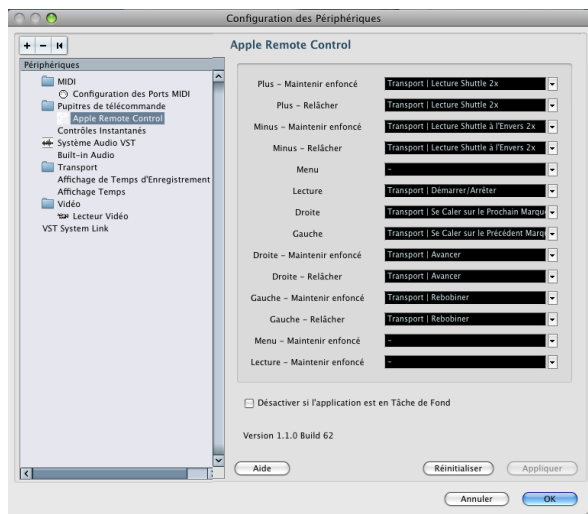 Configuration des Périphériques
+ −
Périphériques
MIDI
Configuration des Ports MIDI
Pupitres de télécommande
Apple Remote Control
Contrôles Instantanés
Système Audio VST
Built-in Audio
Transport
Affichage de Temps d'Enregistrement
Affichage Temps
Vidéo
Lecteur Vidéo
VST System Link
Apple Remote Control
Plus – Maintenir enfoncé Transport | Lecture Shuttle 2x
Plus – Relâcher Transport | Lecture Shuttle 2x
Minus – Maintenir enfoncé Transport | Lecture Shuttle à l'Envers 2x
Minus – Relâcher Transport | Lecture Shuttle à l'Envers 2x
Menu –
Lecture Transport | Démarrer/Arrêter
Droite Transport | Se Caler sur le Prochain Marqu
Gauche Transport | Se Caler sur le Précédent Marq
Droite – Maintenir enfoncé Transport | Avancer
Droite – Relâcher Transport | Avancer
Gauche – Maintenir enfoncé Transport | Rebobiner
Gauche – Relâcher Transport | Rebobiner
Menu – Maintenir enfoncé –
Lecture – Maintenir enfoncé –
Désactiver si l'application est en Tâche de Fond
Version 1.1.0 Build 62
Aide Réinitialiser Appliquer
Annuler OK